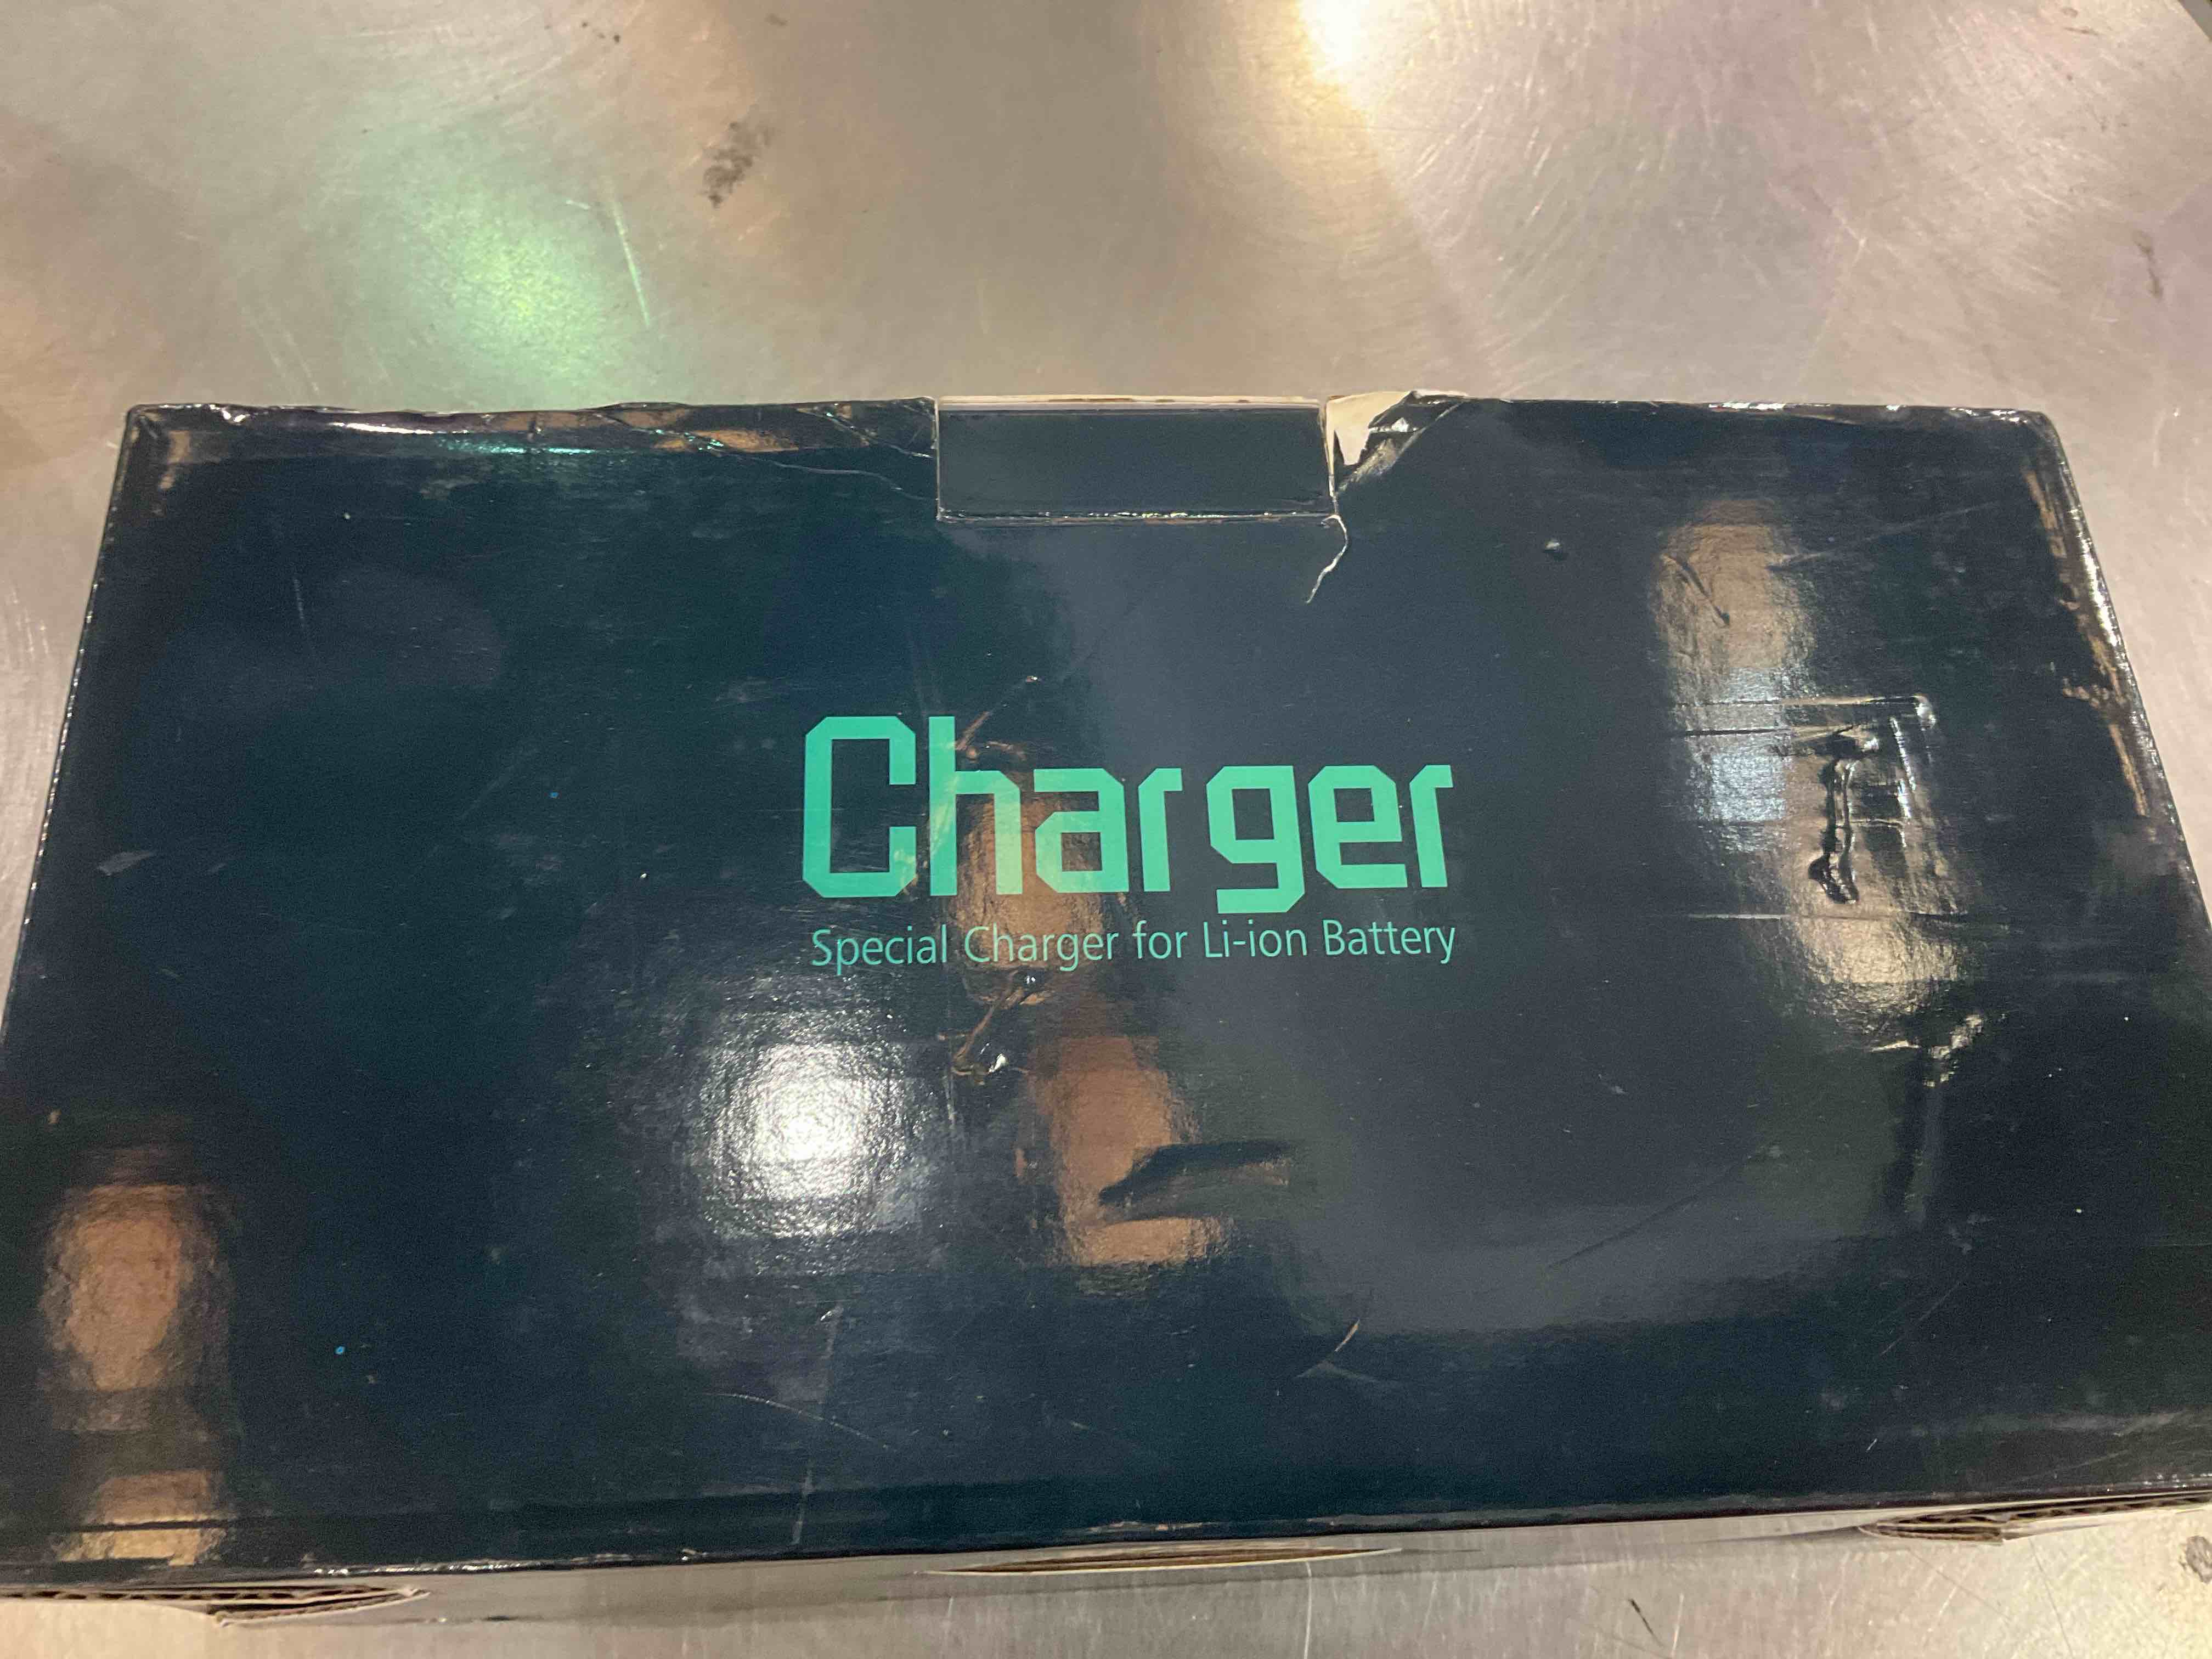 Charger
Special Charger for Li-ion Battery